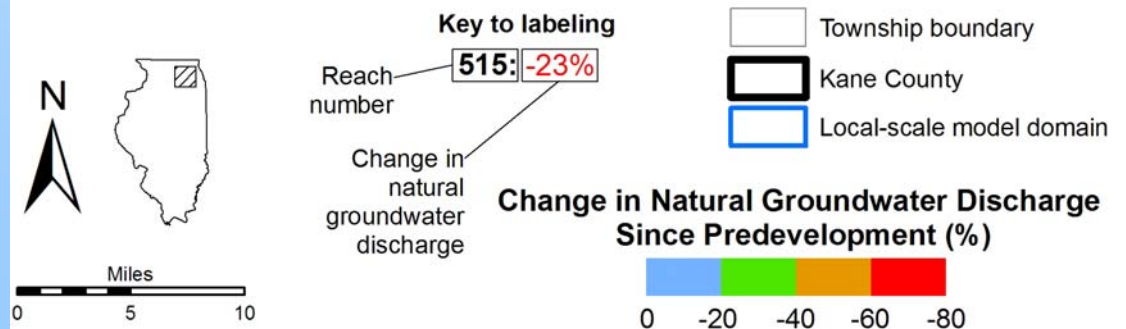 Key to labeling
515: -23%
Reach
number
Change in
natural
groundwater
discharge
N
Miles
0 5 10
Township boundary
Kane County
Local-scale model domain
Change in Natural Groundwater Discharge
Since Predevelopment (%)
0 -20 -40 -60 -80